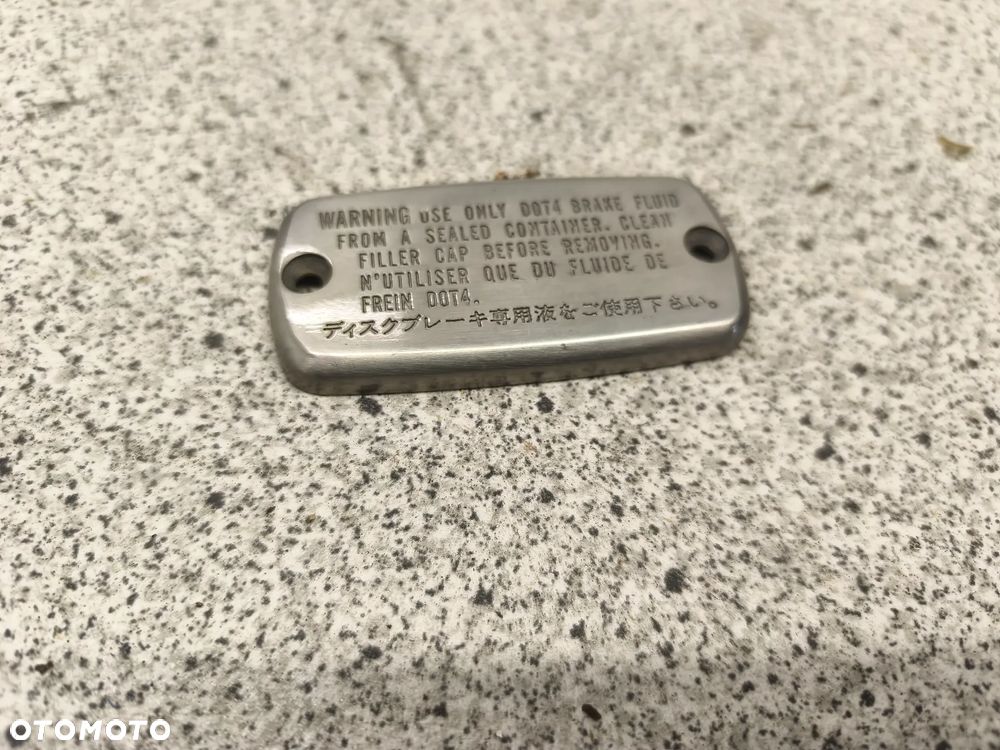 WARNING USE ONLY DOT4 BRAKE FLUID
FROM A SEALED CONTAINER. CLEAN
FILLER CAP BEFORE REMOVING.
N'UTILISER QUE DU FLUIDE DE
FREIN DOT4.
ディスクブレーキ専用液をご使用下さい。
OTOMOTO